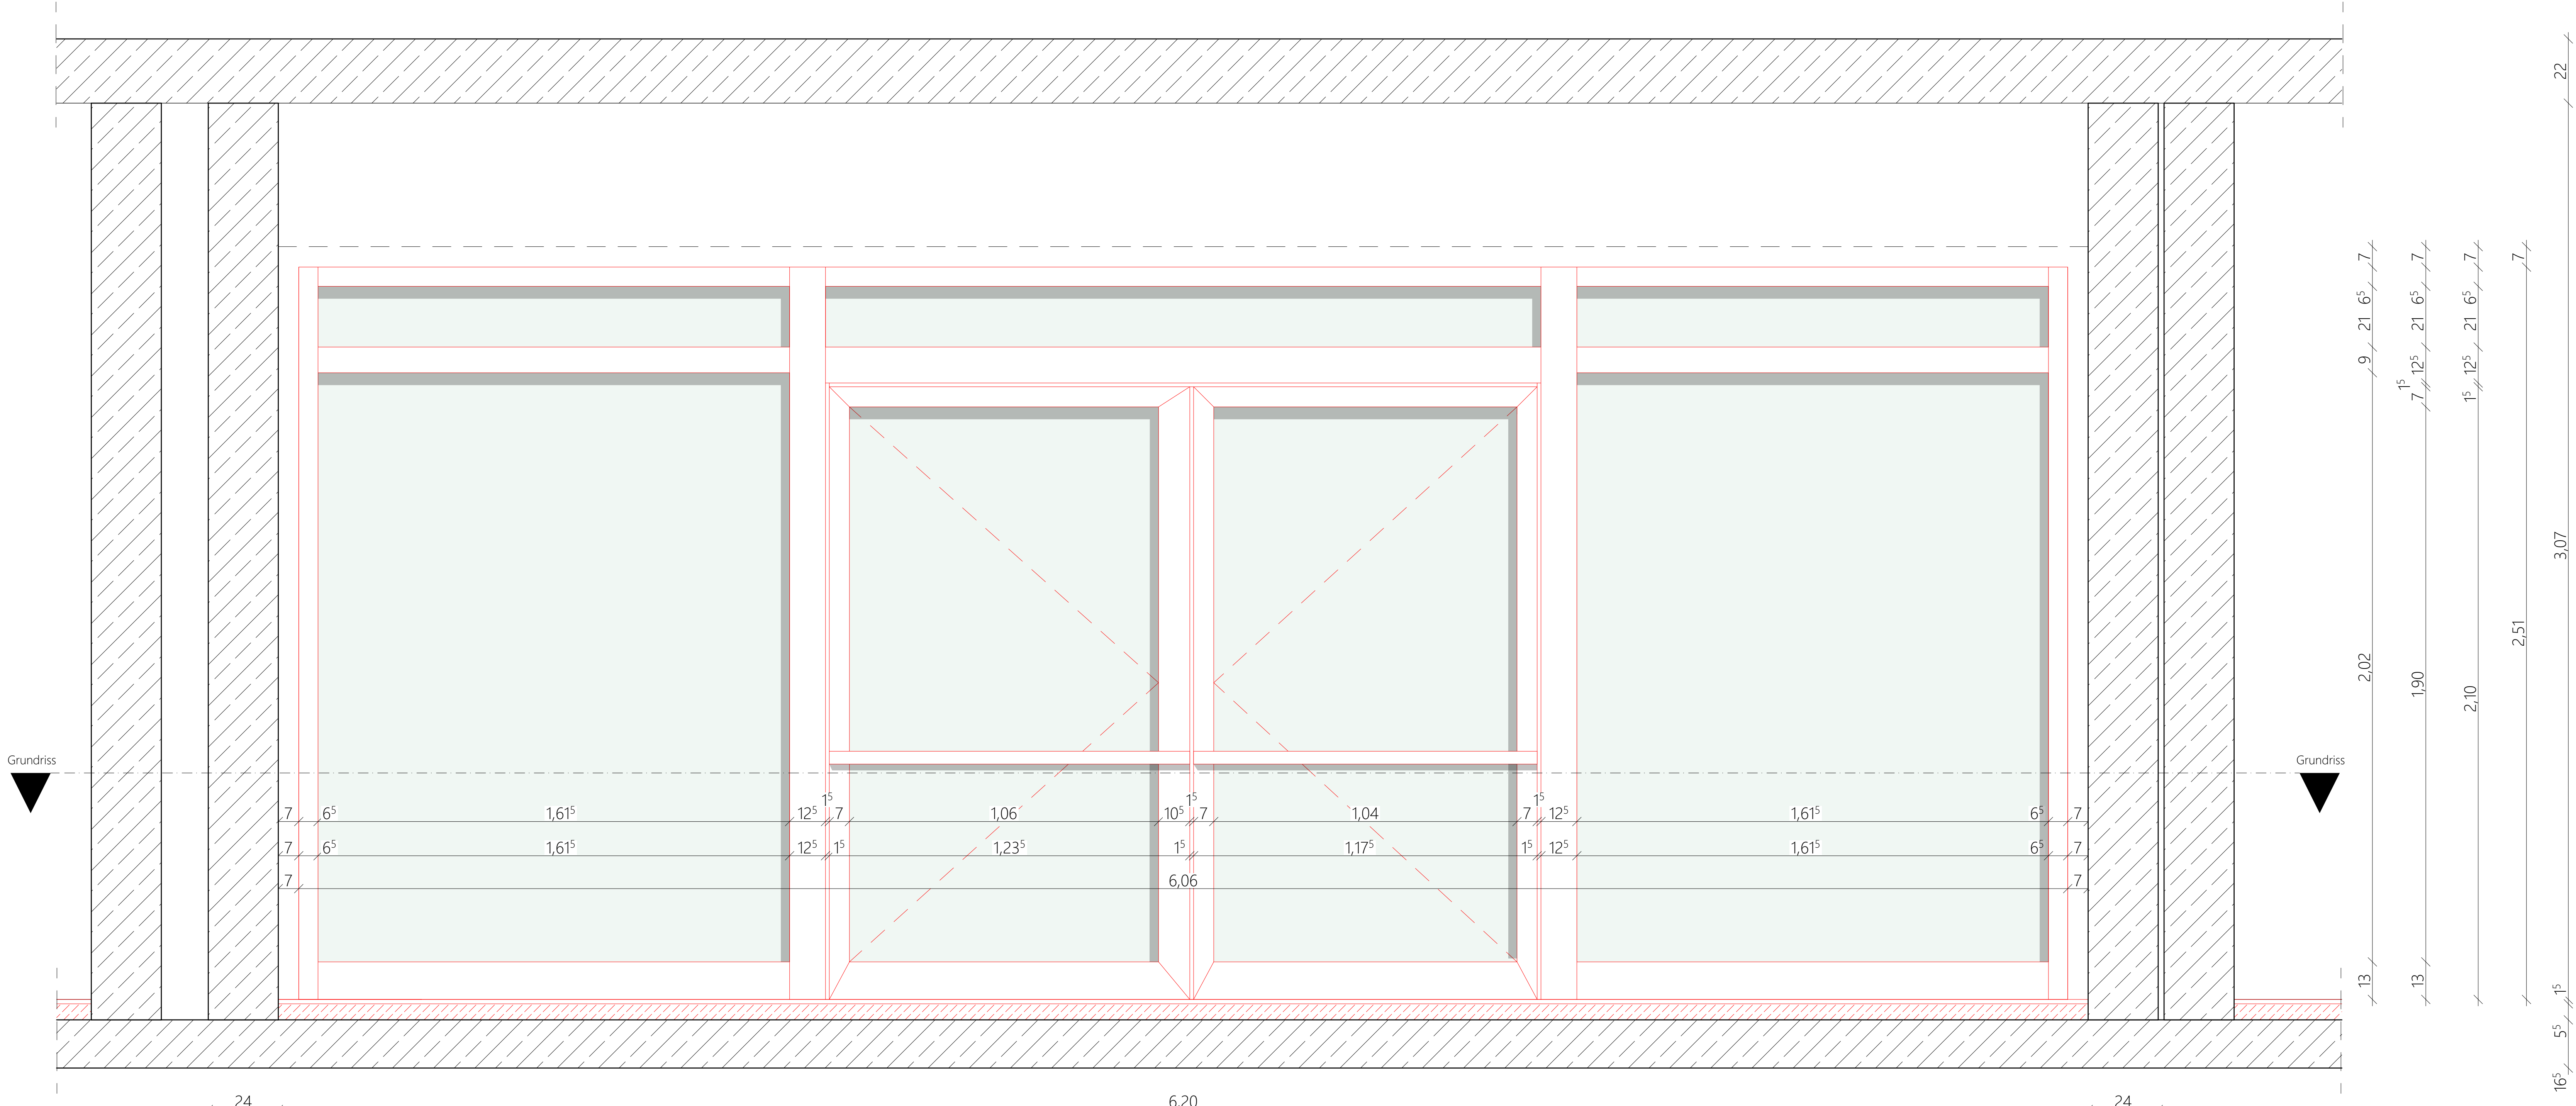 22
7 7 7 7
6⁵ 6⁵ 6⁵
21 21 21
9 12⁵ 12⁵
1⁵ 1⁵
7
3,07
2,51
2,02 1,90 2,10
Grundriss Grundriss
1⁵ 1⁵ 1⁵
7 6⁵ 1,61⁵ 12⁵ 7 1,06 10⁵ 7 1,04 7 12⁵ 1,61⁵ 6⁵ 7
7 6⁵ 1,61⁵ 12⁵ 1⁵ 1,23⁵ 1⁵ 1,17⁵ 1⁵ 12⁵ 1,61⁵ 6⁵ 7
7 6,06 7
13 13 1⁵
5⁵
16⁵
24 6,20 24